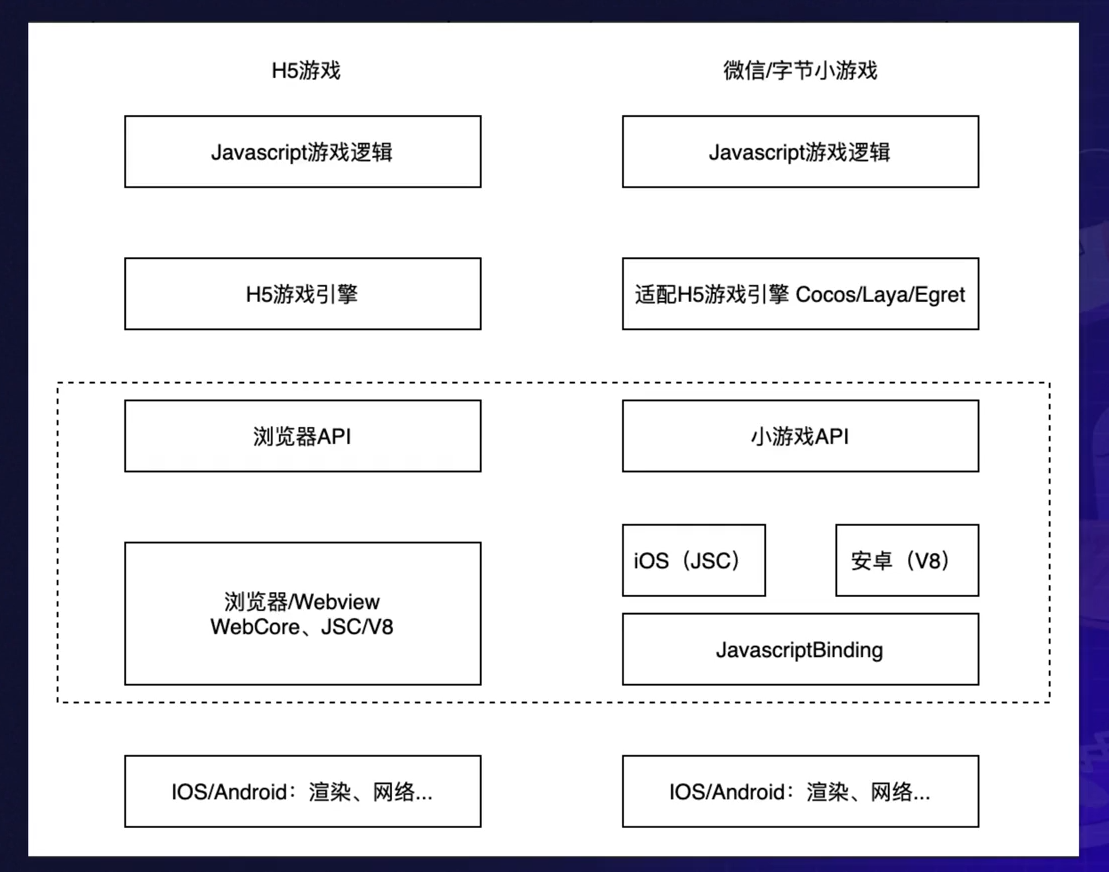 H5游戏
微信/字节小游戏
Javascript游戏逻辑
Javascript游戏逻辑
H5游戏引擎
适配H5游戏引擎 Cocos/Laya/Egret
浏览器API
小游戏API
iOS（JSC）
安卓（V8）
浏览器/Webview
WebCore、JSC/V8
JavascriptBinding
IOS/Android：渲染、网络...
IOS/Android：渲染、网络...